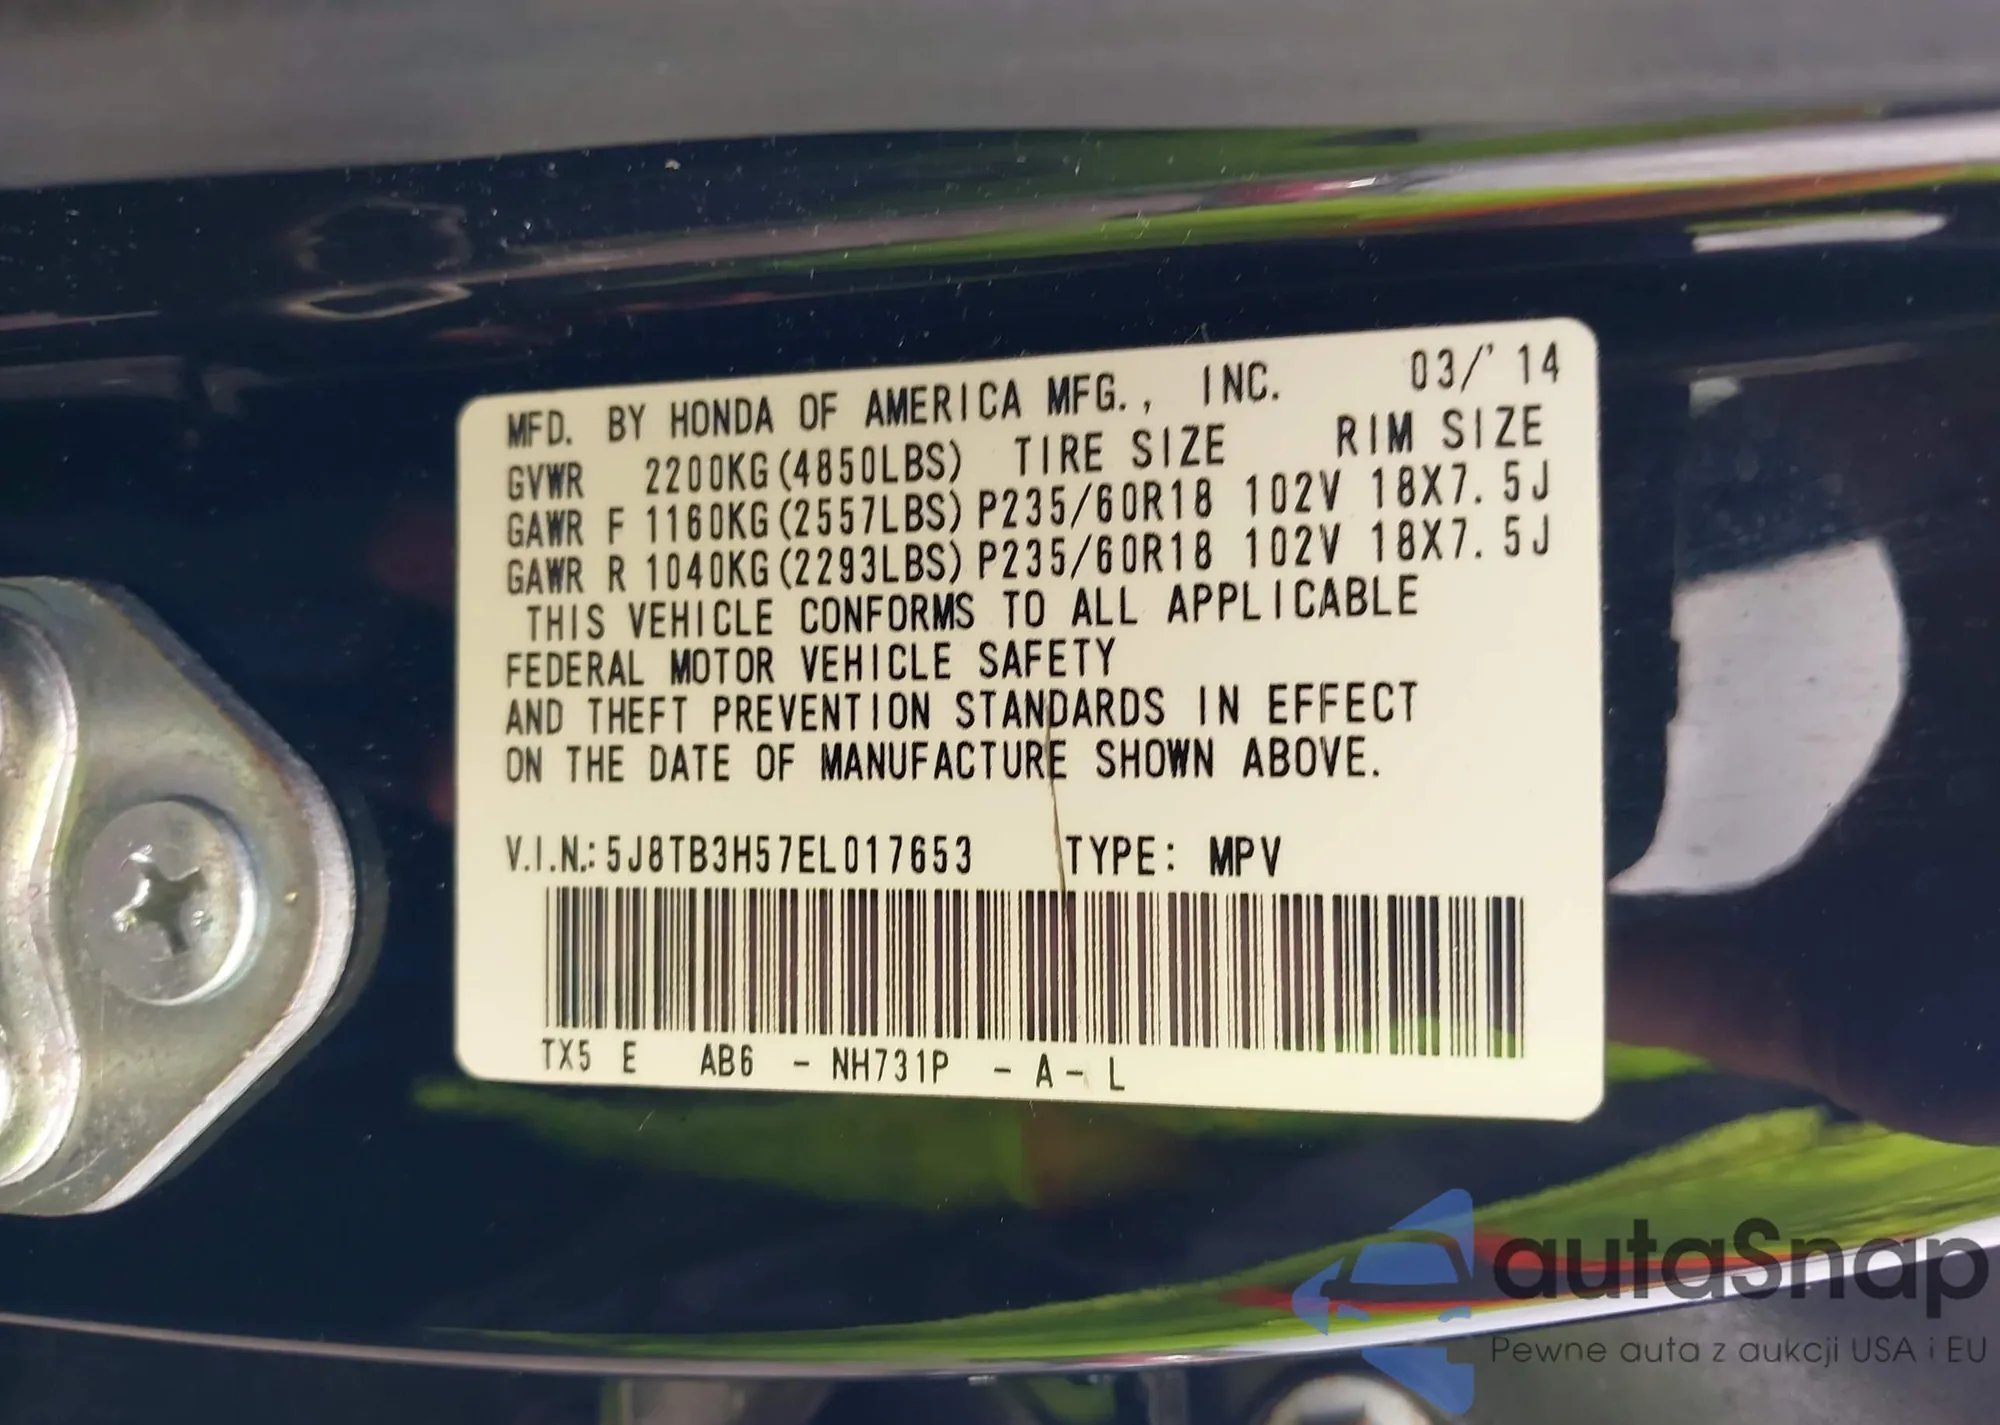 MFD. BY HONDA OF AMERICA MFG., INC. 03/'14
GVWR 2200KG(4850LBS) TIRE SIZE RIM SIZE
GAWR F 1160KG(2557LBS) P235/60R18 102V 18X7.5J
GAWR R 1040KG(2293LBS) P235/60R18 102V 18X7.5J
THIS VEHICLE CONFORMS TO ALL APPLICABLE
FEDERAL MOTOR VEHICLE SAFETY
AND THEFT PREVENTION STANDARDS IN EFFECT
ON THE DATE OF MANUFACTURE SHOWN ABOVE.
V.I.N.: 5J8TB3H57EL017653 TYPE: MPV
TX5 E AB6 - NH731P - A - L
autaSnap
Pewne auta z aukcji USA i EU